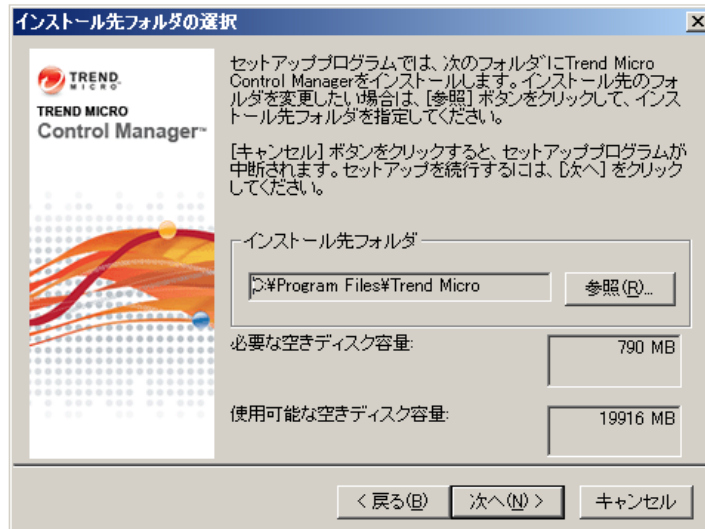 インストール先フォルダの選択
TREND
MICRO
TREND MICRO
Control Manager™
セットアッププログラムでは、次のフォルダにTrend Micro
Control Managerをインストールします。インストール先のフォ
ルダを変更したい場合は、[参照] ボタンをクリックして、インス
トール先フォルダを指定してください。
[キャンセル] ボタンをクリックすると、セットアッププログラムが
中断されます。セットアップを続行するには、[次へ] をクリック
してください。
インストール先フォルダ
C:¥Program Files¥Trend Micro
参照(R)...
必要な空きディスク容量:
790 MB
使用可能な空きディスク容量:
19916 MB
< 戻る(B)
次へ(N) >
キャンセル